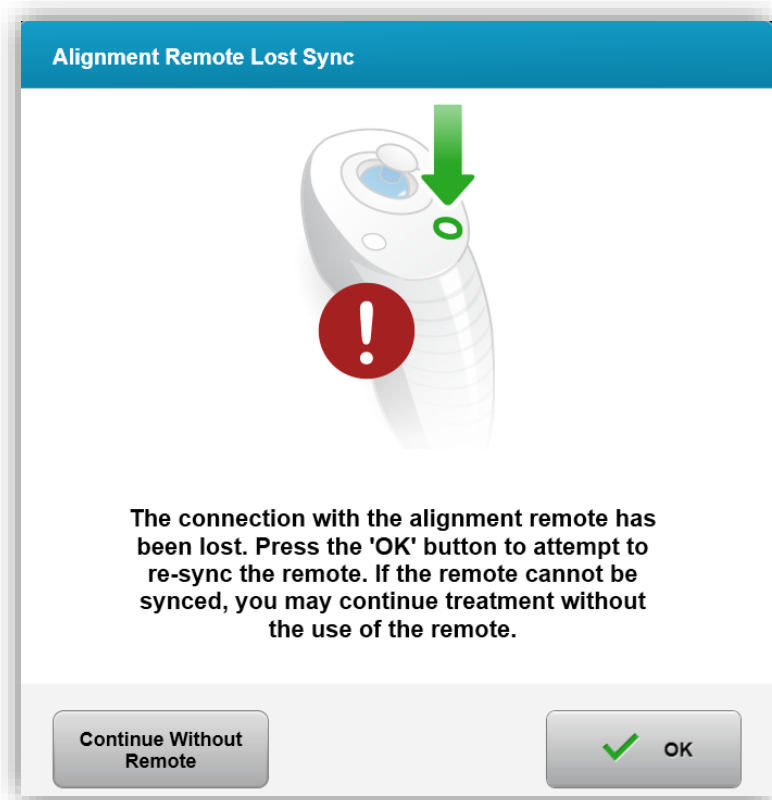 Alignment Remote Lost Sync
The connection with the alignment remote has
been lost. Press the 'OK' button to attempt to
re-sync the remote. If the remote cannot be
synced, you may continue treatment without
the use of the remote.
Continue Without
Remote
OK